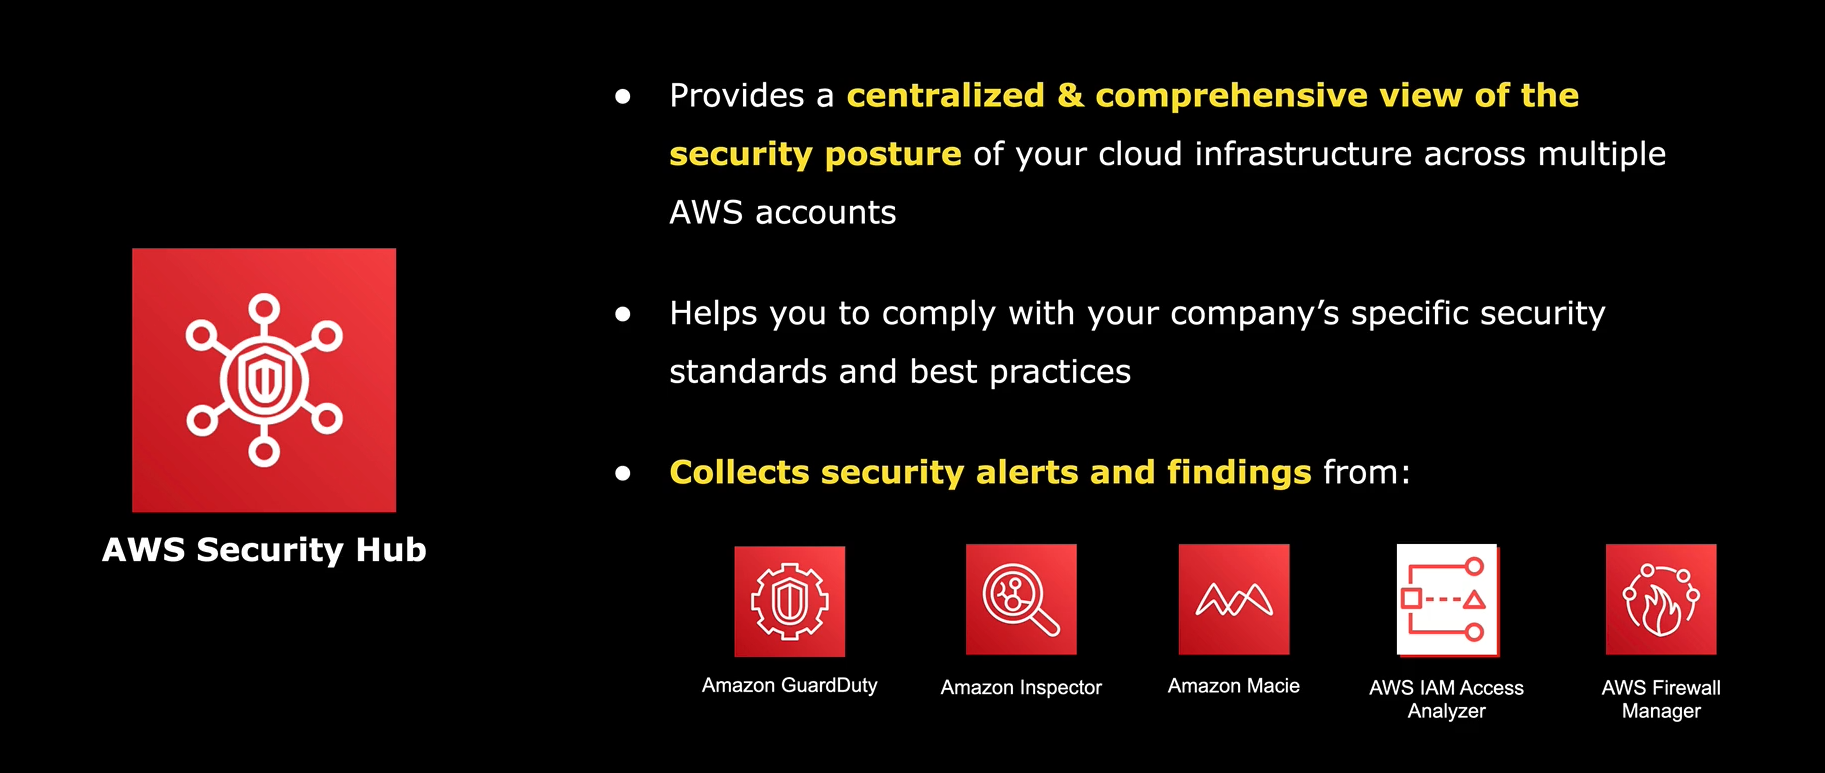 ● Provides a centralized & comprehensive view of the
security posture of your cloud infrastructure across multiple
AWS accounts
● Helps you to comply with your company’s specific security
standards and best practices
● Collects security alerts and findings from:
AWS Security Hub
Amazon GuardDuty
Amazon Inspector
Amazon Macie
AWS IAM Access
Analyzer
AWS Firewall
Manager